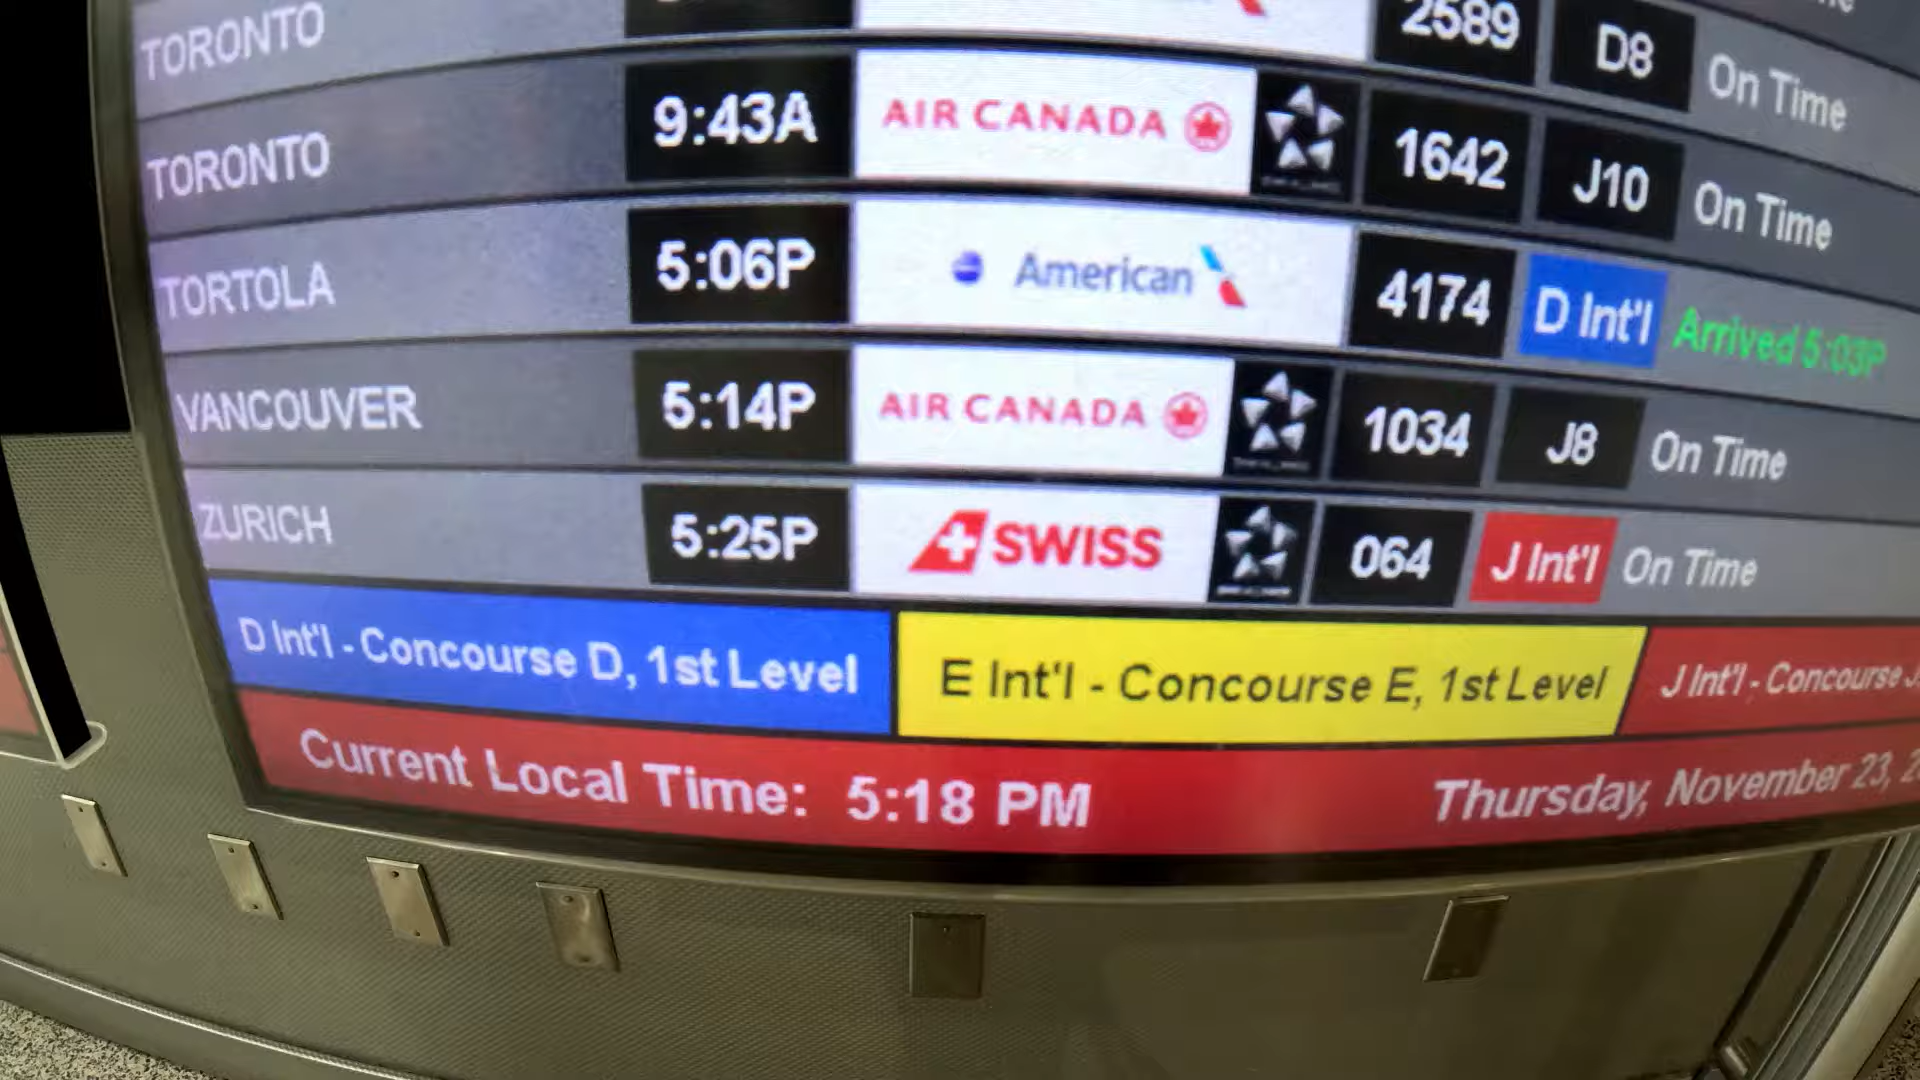 TORONTO 2589 D8 On Time
TORONTO 9:43A AIR CANADA 1642 J10 On Time
TORTOLA 5:06P American 4174 D Int'l Arrived 5:03P
VANCOUVER 5:14P AIR CANADA 1034 J8 On Time
ZURICH 5:25P SWISS 064 J Int'l On Time
D Int'l - Concourse D, 1st Level E Int'l - Concourse E, 1st Level J Int'l - Concourse J,
Current Local Time: 5:18 PM Thursday, November 23, 2